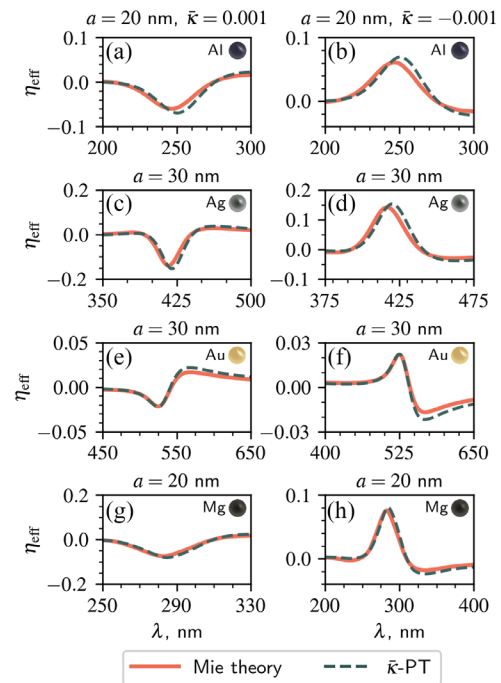 a = 20 nm, κ̄ = 0.001
a = 20 nm, κ̄ = −0.001
(a) Al
0.1
0.0
−0.1
η_eff
200 250 300
(b) Al
0.1
0.0
200 250 300
a = 30 nm
a = 30 nm
(c) Ag
0.2
0.0
−0.2
η_eff
350 425 500
(d) Ag
0.2
0.1
0.0
−0.1
375 425 475
a = 30 nm
a = 30 nm
(e) Au
0.05
0.00
−0.05
η_eff
450 550 650
(f) Au
0.03
0.00
−0.03
400 525 650
a = 20 nm
a = 20 nm
(g) Mg
0.2
0.0
−0.2
η_eff
250 290 330
λ, nm
(h) Mg
0.1
0.0
200 300 400
λ, nm
Mie theory κ̄-PT